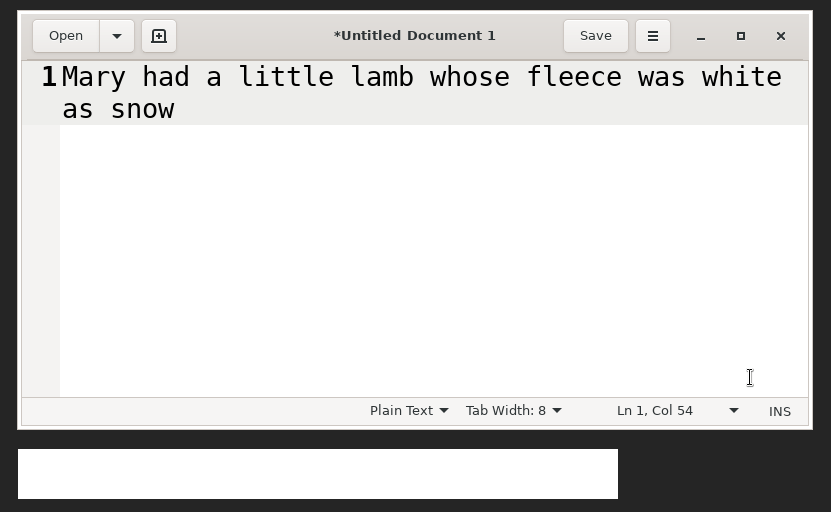 Open *Untitled Document 1 Save
1 Mary had a little lamb whose fleece was white
as snow
Plain Text Tab Width: 8 Ln 1, Col 54 INS